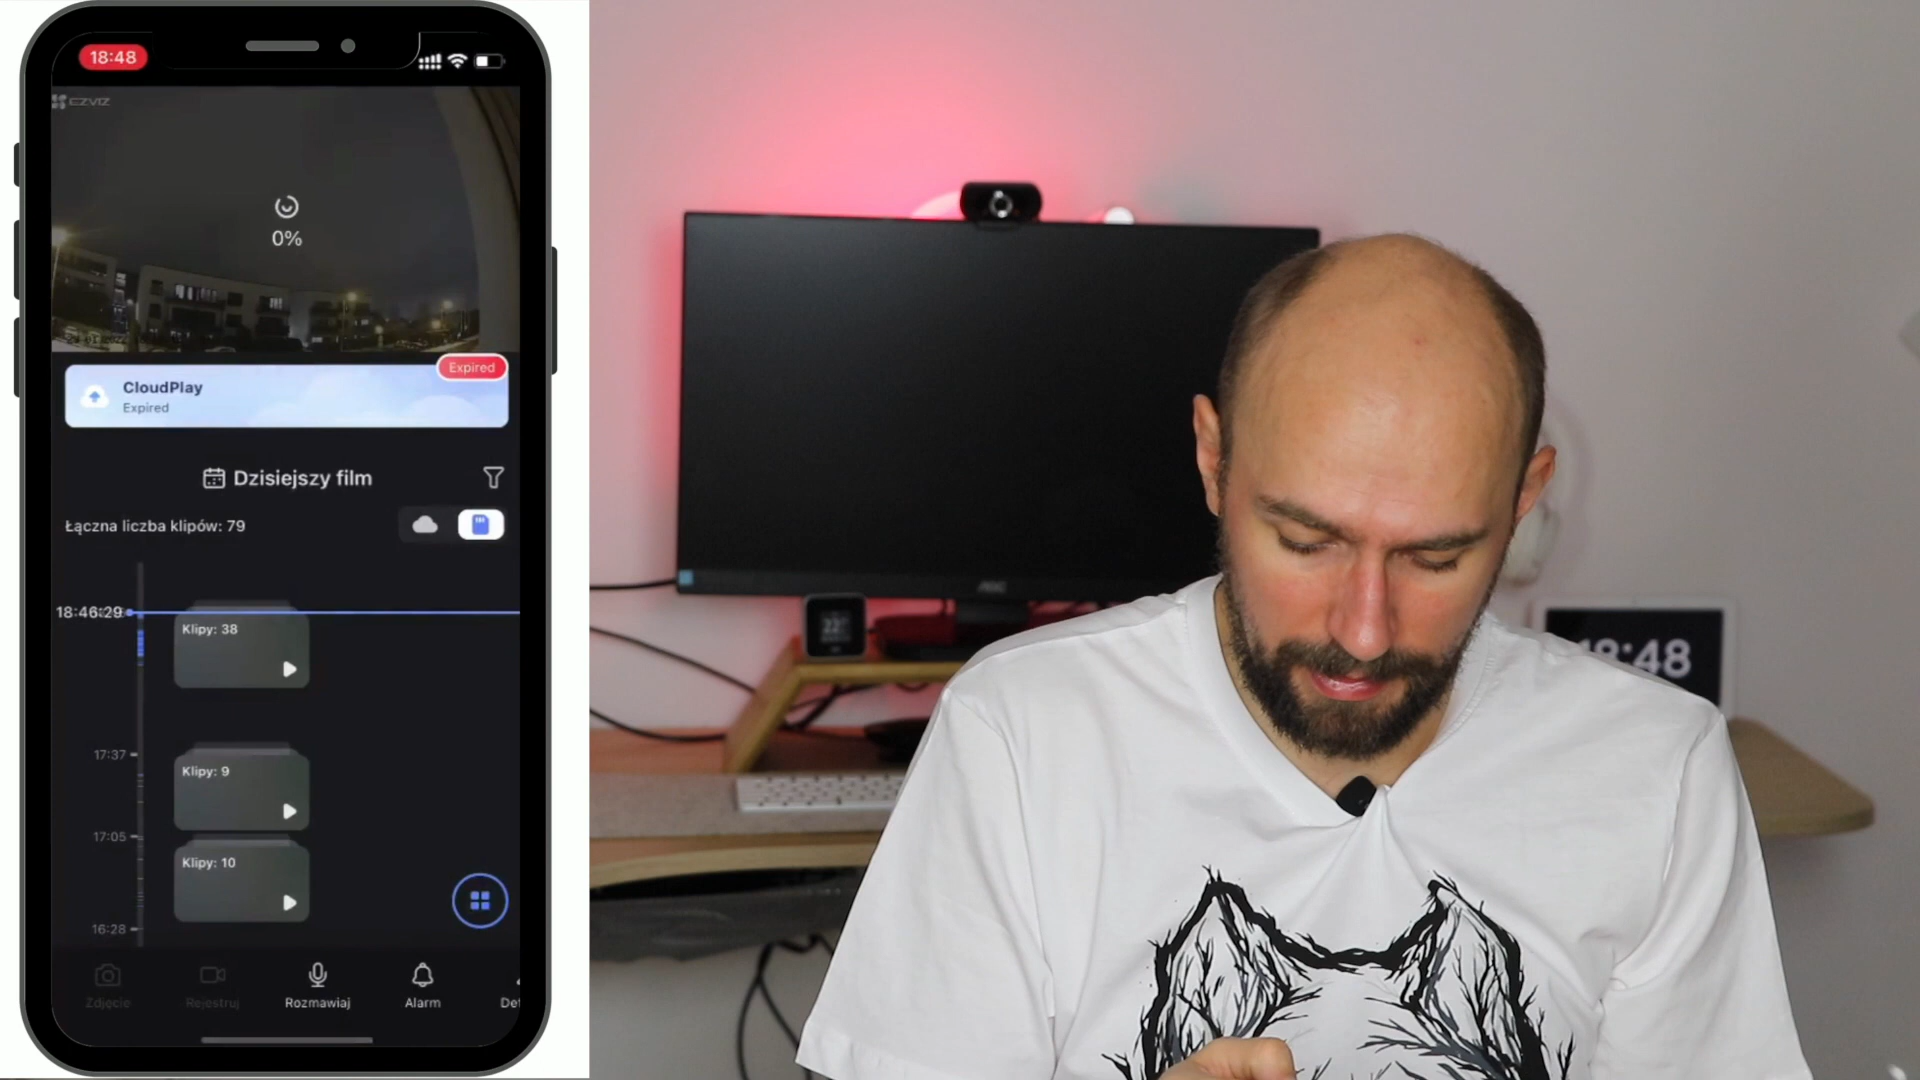 18:48
EZVIZ
0%
Expired
CloudPlay
Expired
Dzisiejszy film
Łączna liczba klipów: 79
18:46:29
Klipy: 38
17:37
Klipy: 9
17:05
Klipy: 10
16:28
Zdjęcie
Rejestruj
Rozmawiaj
Alarm
AOC
18:48